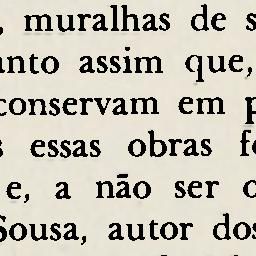 , muralhas de s
anto assim que,
conservam em p
s essas obras fo
e, a não ser o
Sousa, autor dos